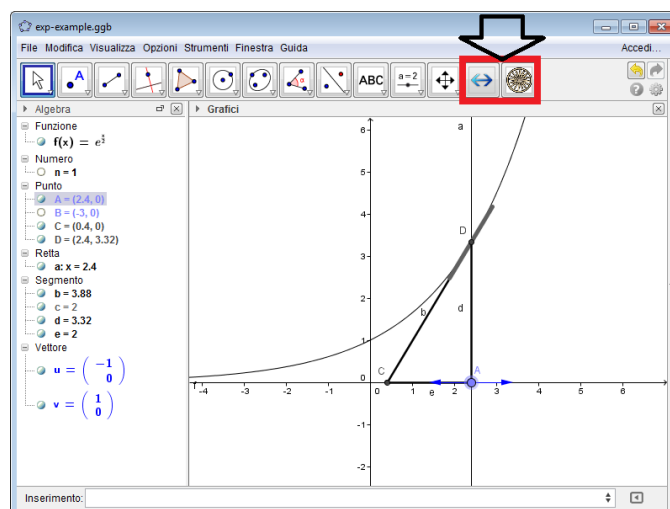 exp-example.ggb
File Modifica Visualizza Opzioni Strumenti Finestra Guida Accedi...
A ABC a=2
Algebra Grafici
Funzione
f(x) = e^{x/2}
Numero
n = 1
Punto
A = (2.4, 0)
B = (-3, 0)
C = (0.4, 0)
D = (2.4, 3.32)
Retta
a: x = 2.4
Segmento
b = 3.88
c = 2
d = 3.32
e = 2
Vettore
u = ( -1 0 )
v = ( 1 0 )
6 a
5
4
D
3
2 b d
1
0 C A
-4 -3 -2 -1 0 1 2 3 4 5 6
e
-1
-2
Inserimento: